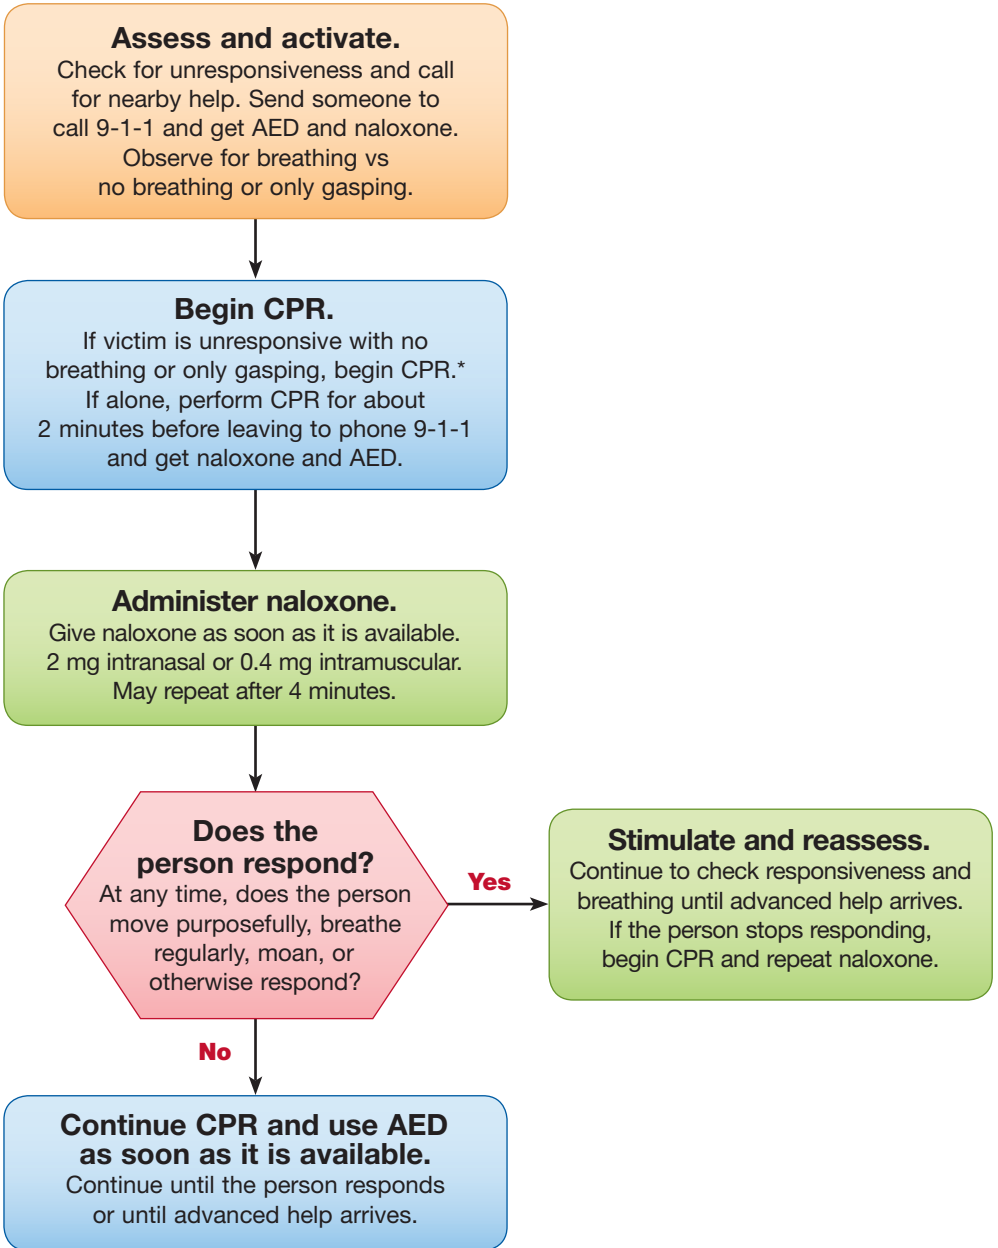 Assess and activate.
Check for unresponsiveness and call
for nearby help. Send someone to
call 9-1-1 and get AED and naloxone.
Observe for breathing vs
no breathing or only gasping.
Begin CPR.
If victim is unresponsive with no
breathing or only gasping, begin CPR.*
If alone, perform CPR for about
2 minutes before leaving to phone 9-1-1
and get naloxone and AED.
Administer naloxone.
Give naloxone as soon as it is available.
2 mg intranasal or 0.4 mg intramuscular.
May repeat after 4 minutes.
Does the
person respond?
At any time, does the person
move purposefully, breathe
regularly, moan, or
otherwise respond?
Yes
Stimulate and reassess.
Continue to check responsiveness and
breathing until advanced help arrives.
If the person stops responding,
begin CPR and repeat naloxone.
No
Continue CPR and use AED
as soon as it is available.
Continue until the person responds
or until advanced help arrives.